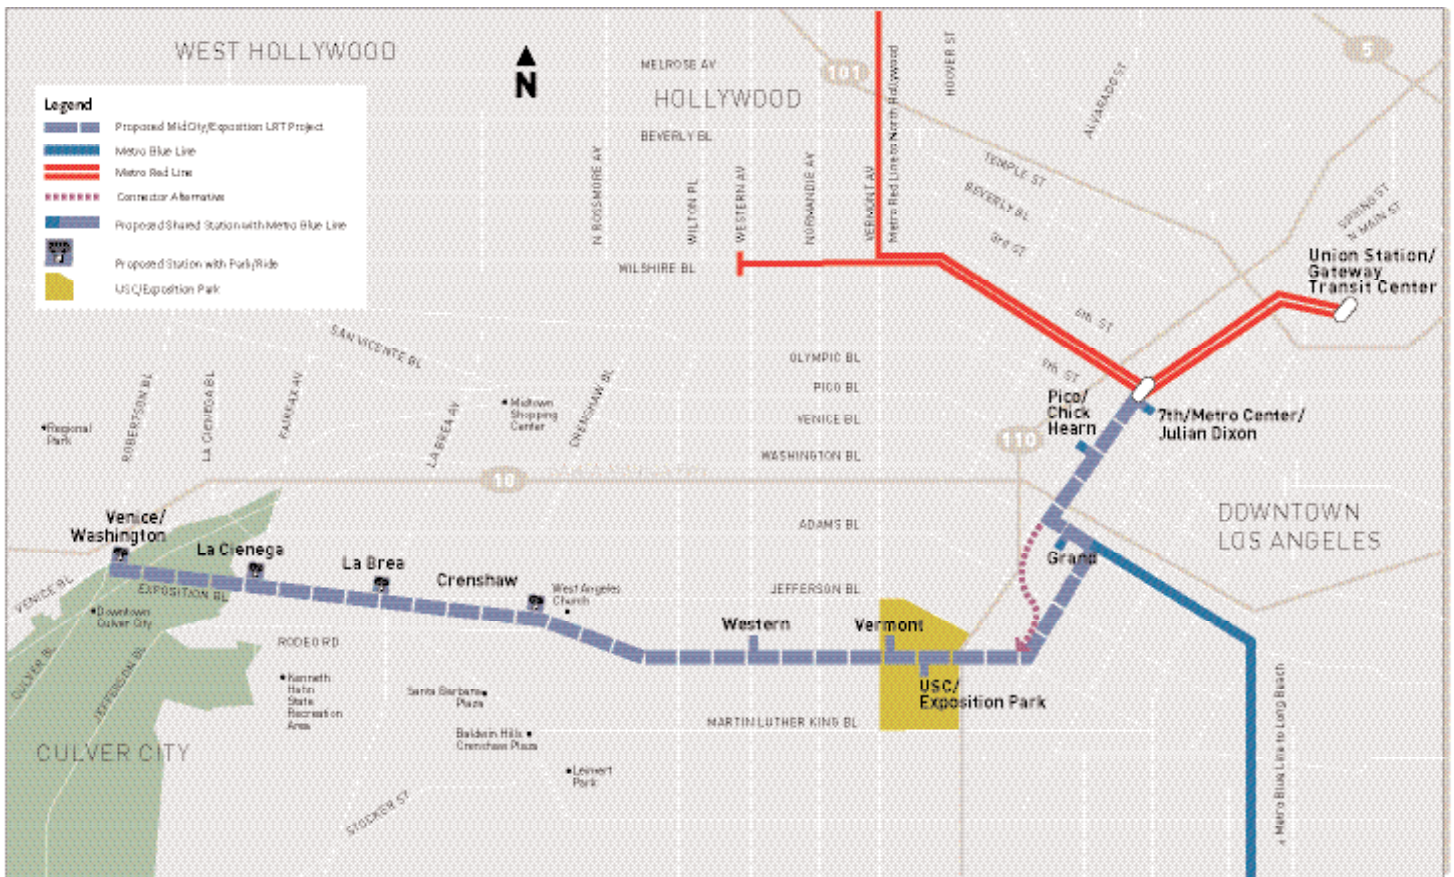 WEST HOLLYWOOD
N
MELROSE AV
HOLLYWOOD
BEVERLY BL
101
5
HOOVER ST
ALVARADO ST
Metro Red Line to North Hollywood
Legend
Proposed MidCity/Exposition LRT Project
Metro Blue Line
Metro Red Line
Connector Alternative
Proposed Shared Station with Metro Blue Line
Proposed Station with Park/Ride
USC/Exposition Park
N ROSSMORE AV
WILTON PL
WESTERN AV
NORMANDIE AV
VERMONT AV
TEMPLE ST
BEVERLY BL
3rd ST
SPRING ST
N MAIN ST
WILSHIRE BL
Union Station/
Gateway
Transit Center
6th ST
9th ST
SAN VICENTE BL
OLYMPIC BL
PICO BL
VENICE BL
WASHINGTON BL
ROBERTSON BL
LA CIENEGA BL
FAIRFAX AV
LA BREA AV
CRENSHAW BL
Midtown
Shopping
Center
Regional
Park
Pico/
Chick
Hearn
7th/Metro Center/
Julian Dixon
110
10
ADAMS BL
DOWNTOWN
LOS ANGELES
Venice/
Washington
La Cienega
La Brea
Crenshaw
West Angeles
Church
Grand
JEFFERSON BL
VENICE BL
EXPOSITION BL
Downtown
Culver City
RODEO RD
Western
Vermont
USC/
Exposition Park
CULVER BL
JEFFERSON BL
Kenneth
Hahn
State
Recreation
Area
Santa Barbara
Plaza
Baldwin Hills
Crenshaw Plaza
MARTIN LUTHER KING BL
CULVER CITY
Leimert
Park
STOCKER ST
Metro Blue Line to Long Beach